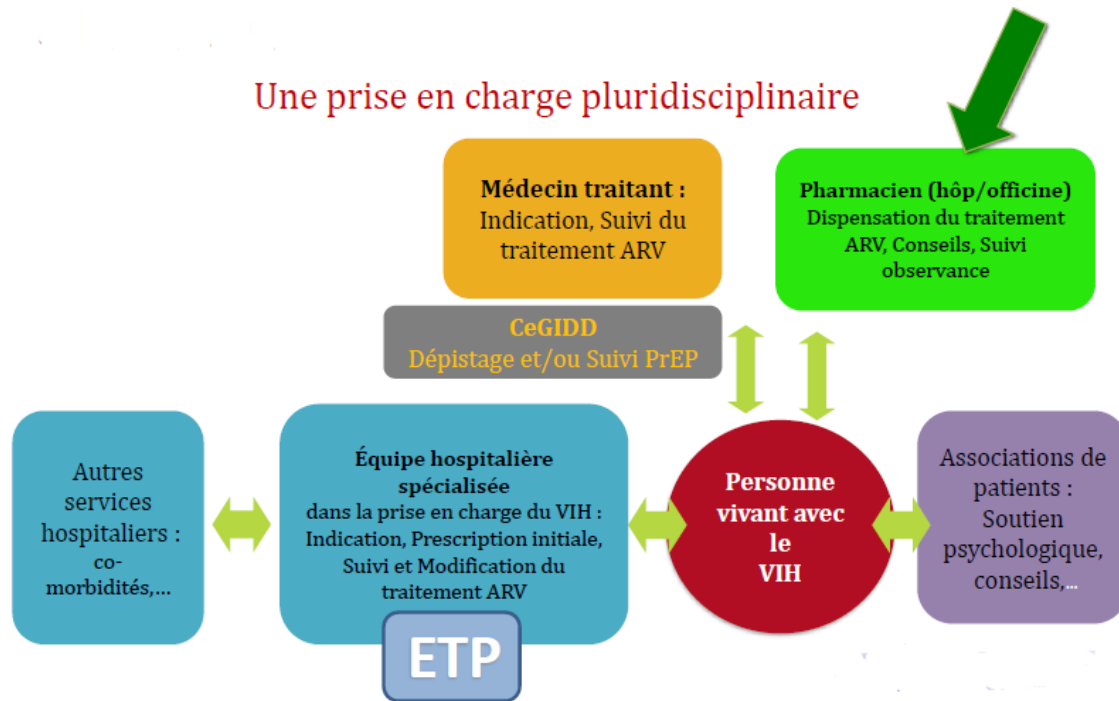 Une prise en charge pluridisciplinaire
Médecin traitant :
Indication, Suivi du
traitement ARV
Pharmacien (hôp/officine)
Dispensation du traitement
ARV, Conseils, Suivi
observance
CeGIDD
Dépistage et/ou Suivi PrEP
Autres
services
hospitaliers :
co-
morbidités,...
Équipe hospitalière
spécialisée
dans la prise en charge du VIH :
Indication, Prescription initiale,
Suivi et Modification du
traitement ARV
ETP
Personne
vivant avec
le
VIH
Associations de
patients :
Soutien
psychologique,
conseils,...